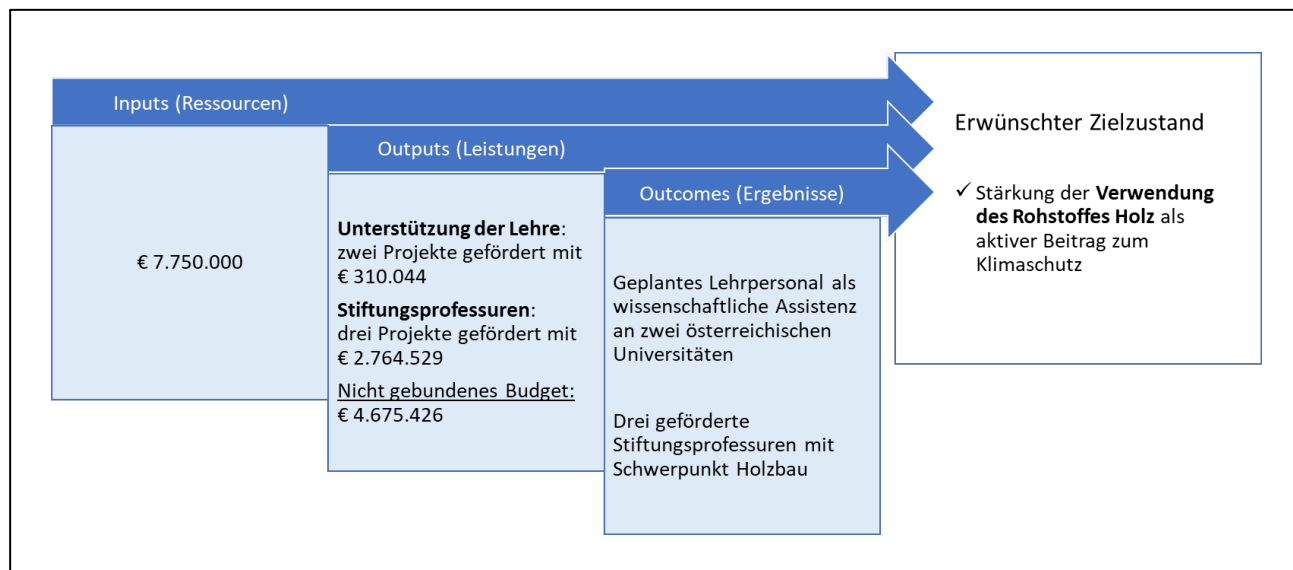 Inputs (Ressourcen)
€ 7.750.000
Outputs (Leistungen)
Unterstützung der Lehre:
zwei Projekte gefördert mit
€ 310.044
Stiftungsprofessuren:
drei Projekte gefördert mit
€ 2.764.529
Nicht gebundenes Budget:
€ 4.675.426
Outcomes (Ergebnisse)
Geplantes Lehrpersonal als
wissenschaftliche Assistenz
an zwei österreichischen
Universitäten
Drei geförderte
Stiftungsprofessuren mit
Schwerpunkt Holzbau
Erwünschter Zielzustand
✓ Stärkung der Verwendung
des Rohstoffes Holz als
aktiver Beitrag zum
Klimaschutz